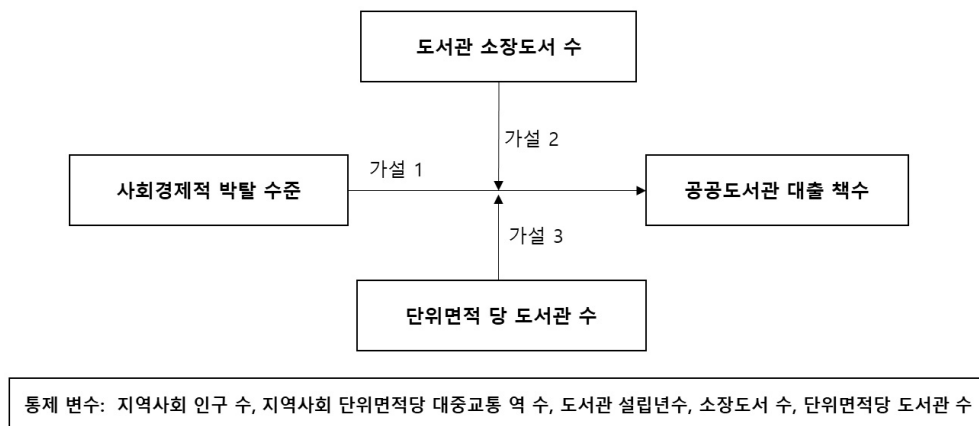 도서관 소장도서 수
가설 2
가설 1
사회경제적 박탈 수준
공공도서관 대출 책수
가설 3
단위면적 당 도서관 수
통제 변수: 지역사회 인구 수, 지역사회 단위면적당 대중교통 역 수, 도서관 설립년수, 소장도서 수, 단위면적당 도서관 수